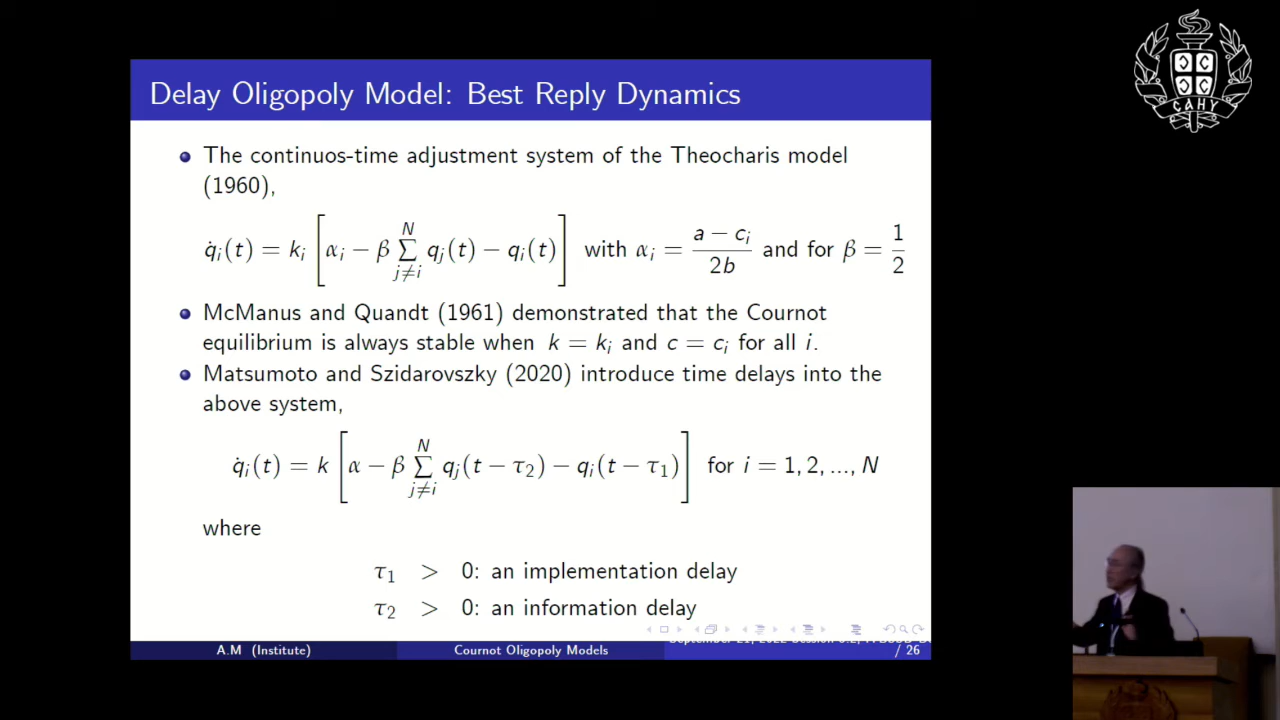 Delay Oligopoly Model: Best Reply Dynamics
The continuos-time adjustment system of the Theocharis model
(1960),
q̇ᵢ(t) = kᵢ [αᵢ − β ∑_{j≠i}^{N} qⱼ(t) − qᵢ(t)] with αᵢ = (a − cᵢ)/2b and for β = 1/2
McManus and Quandt (1961) demonstrated that the Cournot
equilibrium is always stable when k = kᵢ and c = cᵢ for all i.
Matsumoto and Szidarovszky (2020) introduce time delays into the
above system,
q̇ᵢ(t) = k [α − β ∑_{j≠i}^{N} qⱼ(t − τ₂) − qᵢ(t − τ₁)] for i = 1, 2, ..., N
where
τ₁ > 0: an implementation delay
τ₂ > 0: an information delay
A.M (Institute)
Cournot Oligopoly Models
/ 26